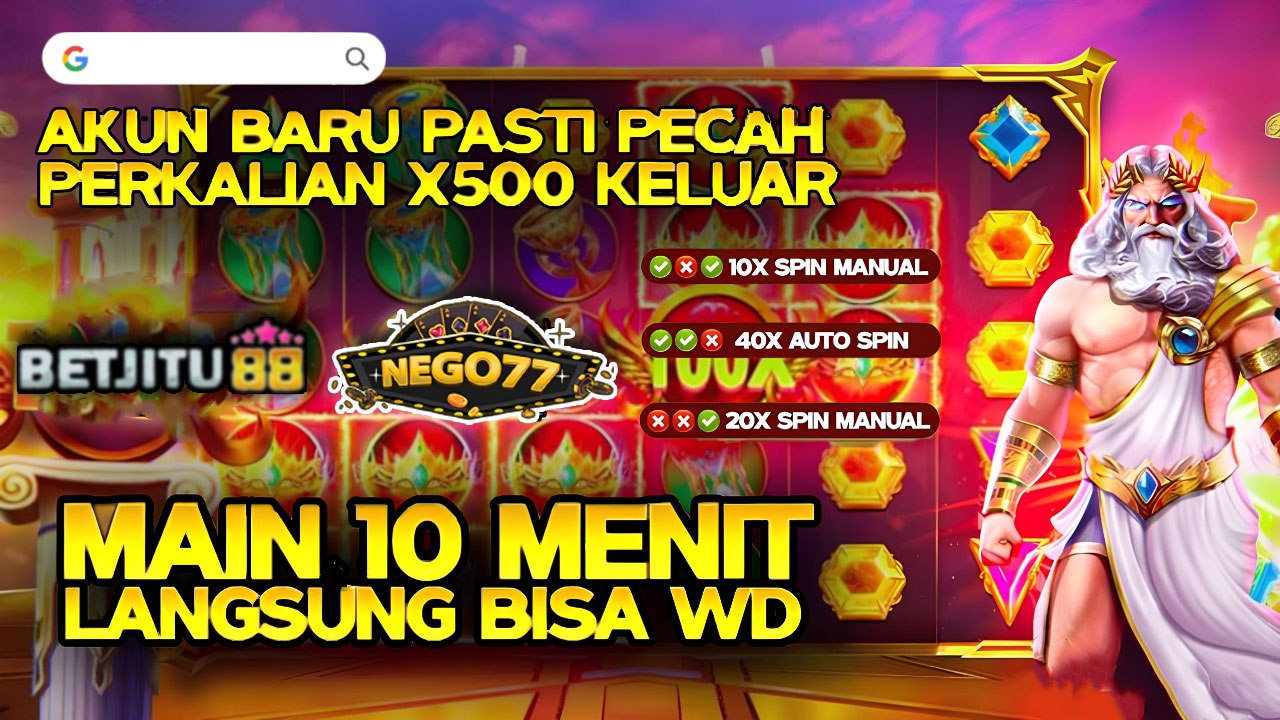 AKUN BARU PASTI PECAH
PERKALIAN X500 KELUAR
10X SPIN MANUAL
BETJITU88
NEGO77
40X AUTO SPIN
100X
20X SPIN MANUAL
MAIN 10 MENIT
LANGSUNG BISA WD